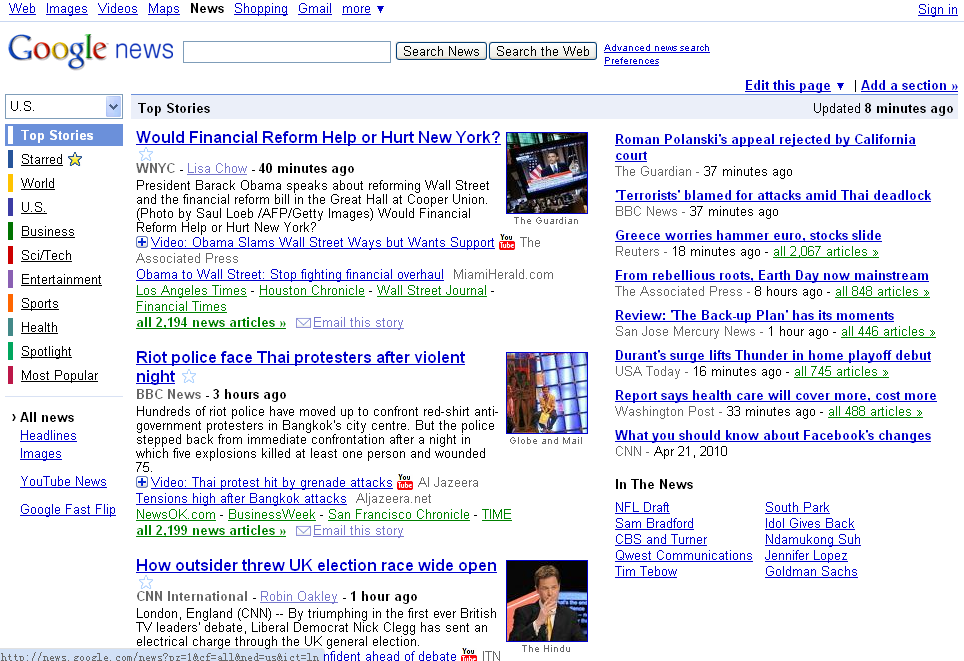 Web Images Videos Maps News Shopping Gmail more ▼
Sign in
Google news
Search News Search the Web
Advanced news search
Preferences
Edit this page ▼ | Add a section »
U.S.
Top Stories
Starred
World
U.S.
Business
Sci/Tech
Entertainment
Sports
Health
Spotlight
Most Popular
› All news
Headlines
Images
YouTube News
Google Fast Flip
Top Stories
Updated 8 minutes ago
Would Financial Reform Help or Hurt New York?
WNYC - Lisa Chow - 40 minutes ago
President Barack Obama speaks about reforming Wall Street
and the financial reform bill in the Great Hall at Cooper Union.
(Photo by Saul Loeb /AFP/Getty Images) Would Financial
Reform Help or Hurt New York?
Video: Obama Slams Wall Street Ways but Wants Support You Tube The
Associated Press
Obama to Wall Street: Stop fighting financial overhaul MiamiHerald.com
Los Angeles Times - Houston Chronicle - Wall Street Journal -
Financial Times
all 2,194 news articles » Email this story
The Guardian
Riot police face Thai protesters after violent
night
BBC News - 3 hours ago
Hundreds of riot police have moved up to confront red-shirt anti-
government protesters in Bangkok's city centre. But the police
stepped back from immediate confrontation after a night in
which five explosions killed at least one person and wounded
75.
Video: Thai protest hit by grenade attacks You Tube Al Jazeera
Tensions high after Bangkok attacks Aljazeera.net
NewsOK.com - BusinessWeek - San Francisco Chronicle - TIME
all 2,199 news articles » Email this story
Globe and Mail
How outsider threw UK election race wide open
CNN International - Robin Oakley - 1 hour ago
London, England (CNN) -- By triumphing in the first ever British
TV leaders' debate, Liberal Democrat Nick Clegg has sent an
electrical charge through the UK general election.
nfident ahead of debate You Tube ITN
The Hindu
Roman Polanski's appeal rejected by California
court
The Guardian - 37 minutes ago
'Terrorists' blamed for attacks amid Thai deadlock
BBC News - 37 minutes ago
Greece worries hammer euro, stocks slide
Reuters - 18 minutes ago - all 2,067 articles »
From rebellious roots, Earth Day now mainstream
The Associated Press - 8 hours ago - all 848 articles »
Review: 'The Back-up Plan' has its moments
San Jose Mercury News - 1 hour ago - all 446 articles »
Durant's surge lifts Thunder in home playoff debut
USA Today - 16 minutes ago - all 745 articles »
Report says health care will cover more, cost more
Washington Post - 33 minutes ago - all 488 articles »
What you should know about Facebook's changes
CNN - Apr 21, 2010
In The News
NFL Draft
Sam Bradford
CBS and Turner
Qwest Communications
Tim Tebow
South Park
Idol Gives Back
Ndamukong Suh
Jennifer Lopez
Goldman Sachs
http://news.google.com/news?pz=1&cf=all&ned=us&ict=ln